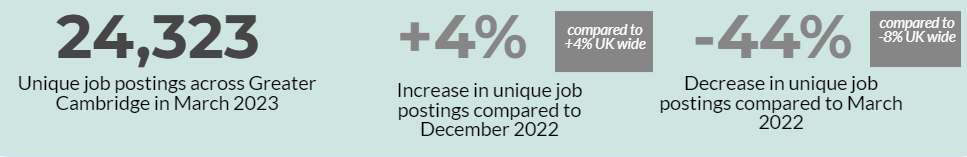 24,323
Unique job postings across Greater
Cambridge in March 2023
+4%
compared to
+4% UK wide
Increase in unique job
postings compared to
December 2022
-44%
compared to
-8% UK wide
Decrease in unique job
postings compared to March
2022